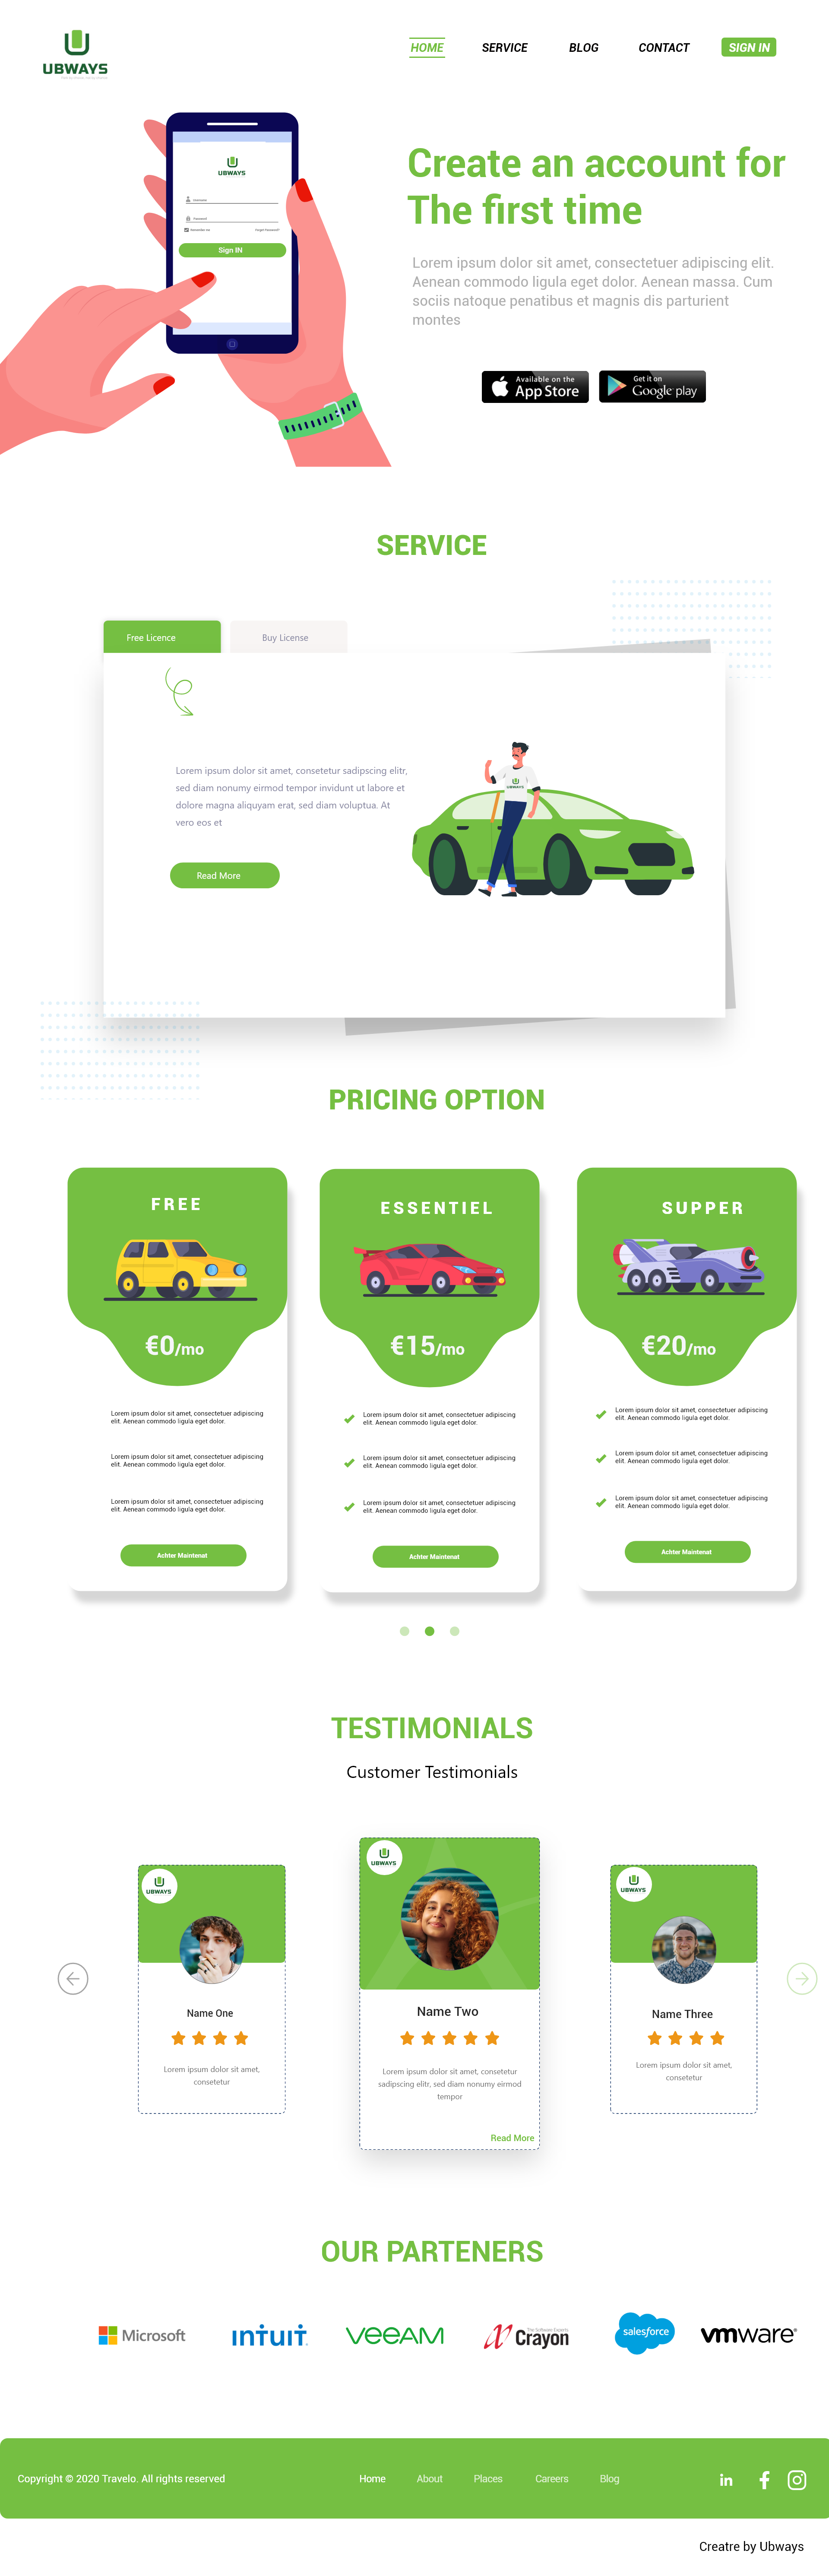 UBWAYS
HOME SERVICE BLOG CONTACT SIGN IN
UBWAYS
Username
Password
Remember me Forgot Password?
Sign IN
Create an account for
The first time
Lorem ipsum dolor sit amet, consectetuer adipiscing elit.
Aenean commodo ligula eget dolor. Aenean massa. Cum
sociis natoque penatibus et magnis dis parturient
montes
Available on the
App Store
Get it on
Google play
SERVICE
Free Licence
Buy License
Lorem ipsum dolor sit amet, consetetur sadipscing elitr,
sed diam nonumy eirmod tempor invidunt ut labore et
dolore magna aliquyam erat, sed diam voluptua. At
vero eos et
Read More
UBWAYS
PRICING OPTION
FREE
€0/mo
Lorem ipsum dolor sit amet, consectetuer adipiscing
elit. Aenean commodo ligula eget dolor.
Lorem ipsum dolor sit amet, consectetuer adipiscing
elit. Aenean commodo ligula eget dolor.
Lorem ipsum dolor sit amet, consectetuer adipiscing
elit. Aenean commodo ligula eget dolor.
Achter Maintenat
ESSENTIEL
€15/mo
Lorem ipsum dolor sit amet, consectetuer adipiscing
elit. Aenean commodo ligula eget dolor.
Lorem ipsum dolor sit amet, consectetuer adipiscing
elit. Aenean commodo ligula eget dolor.
Lorem ipsum dolor sit amet, consectetuer adipiscing
elit. Aenean commodo ligula eget dolor.
Achter Maintenat
SUPPER
€20/mo
Lorem ipsum dolor sit amet, consectetuer adipiscing
elit. Aenean commodo ligula eget dolor.
Lorem ipsum dolor sit amet, consectetuer adipiscing
elit. Aenean commodo ligula eget dolor.
Lorem ipsum dolor sit amet, consectetuer adipiscing
elit. Aenean commodo ligula eget dolor.
Achter Maintenat
TESTIMONIALS
Customer Testimonials
UBWAYS
Name One
Lorem ipsum dolor sit amet,
consetetur
UBWAYS
Name Two
Lorem ipsum dolor sit amet, consetetur
sadipscing elitr, sed diam nonumy eirmod
tempor
Read More
UBWAYS
Name Three
Lorem ipsum dolor sit amet,
consetetur
OUR PARTENERS
Microsoft
intuit
veeam
The Software Experts
Crayon
salesforce
vmware®
Copyright © 2020 Travelo. All rights reserved
Home About Places Careers Blog
in f
Creatre by Ubways